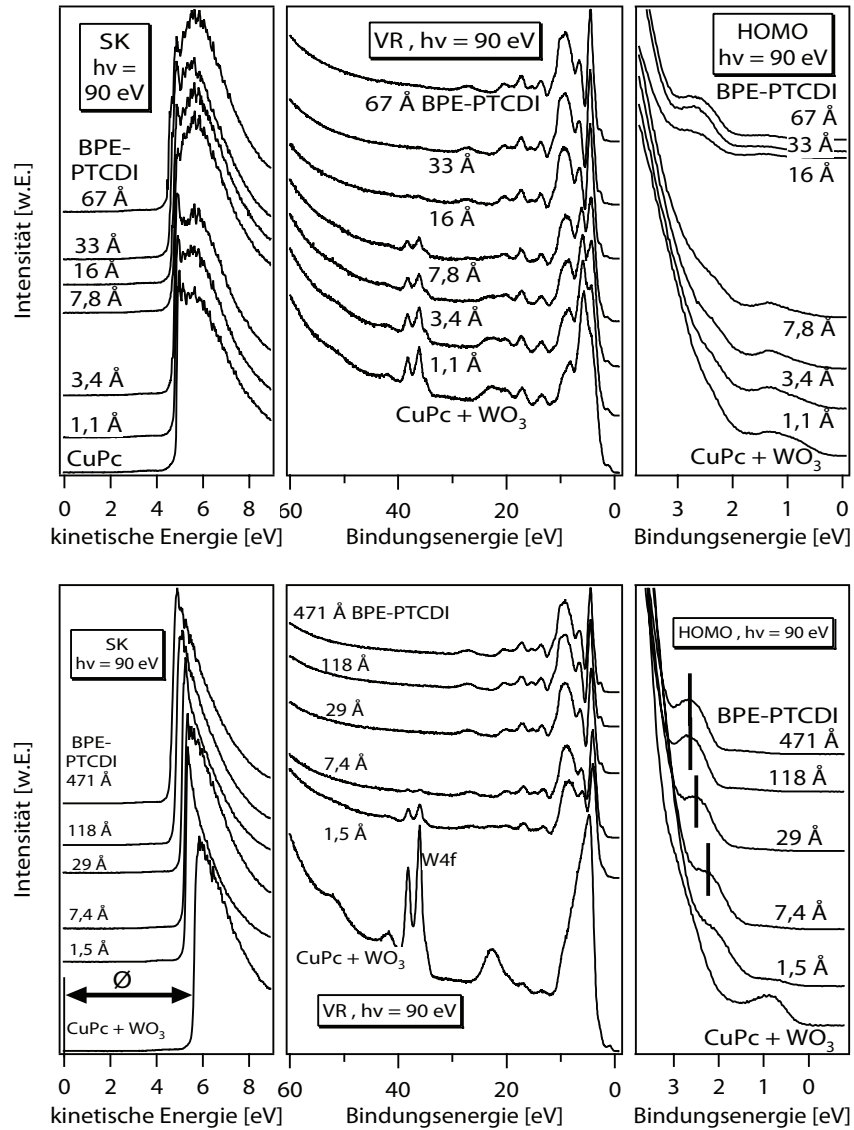 SK
hν =
90 eV
BPE-
PTCDI
67 Å
33 Å
16 Å
7,8 Å
3,4 Å
1,1 Å
CuPc
0 2 4 6 8
kinetische Energie [eV]
Intensität [w.E.]
VR , hν = 90 eV
67 Å BPE-PTCDI
33 Å
16 Å
7,8 Å
3,4 Å
1,1 Å
CuPc + WO₃
60 40 20 0
Bindungsenergie [eV]
HOMO
hν = 90 eV
BPE-PTCDI
67 Å
33 Å
16 Å
7,8 Å
3,4 Å
1,1 Å
CuPc + WO₃
3 2 1 0
Bindungsenergie [eV]
SK
hν = 90 eV
BPE-
PTCDI
471 Å
118 Å
29 Å
7,4 Å
1,5 Å
Ø
CuPc + WO₃
0 2 4 6 8
kinetische Energie [eV]
Intensität [w.E.]
471 Å BPE-PTCDI
118 Å
29 Å
7,4 Å
1,5 Å
W4f
CuPc + WO₃
VR , hν = 90 eV
60 40 20 0
Bindungsenergie [eV]
HOMO , hν = 90 eV
BPE-PTCDI
471 Å
118 Å
29 Å
7,4 Å
1,5 Å
CuPc + WO₃
3 2 1 0
Bindungsenergie [eV]